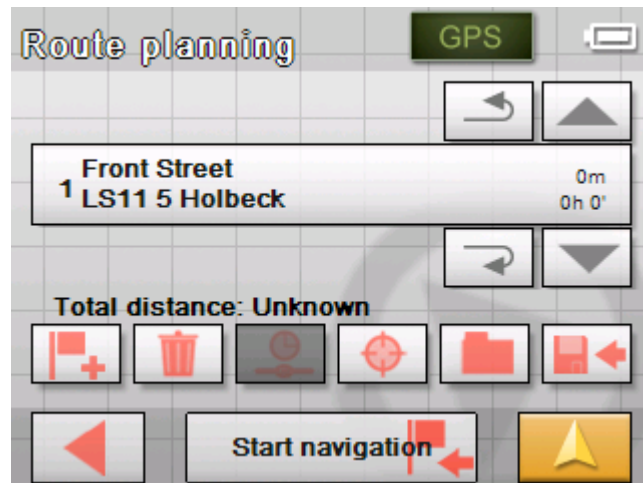 Route planning
GPS
1 Front Street
LS11 5 Holbeck
0m
0h 0'
Total distance: Unknown
Start navigation